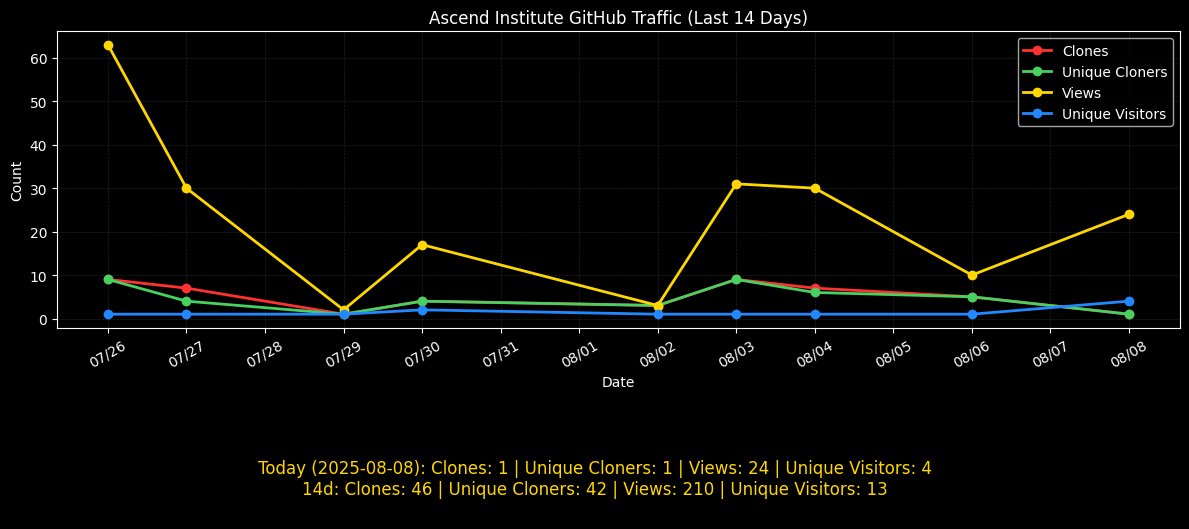 Ascend Institute GitHub Traffic (Last 14 Days)
Clones
Unique Cloners
Views
Unique Visitors
Count
60
50
40
30
20
10
0
07/26
07/27
07/28
07/29
07/30
07/31
08/01
08/02
08/03
08/04
08/05
08/06
08/07
08/08
Date
Today (2025-08-08): Clones: 1 | Unique Cloners: 1 | Views: 24 | Unique Visitors: 4
14d: Clones: 46 | Unique Cloners: 42 | Views: 210 | Unique Visitors: 13